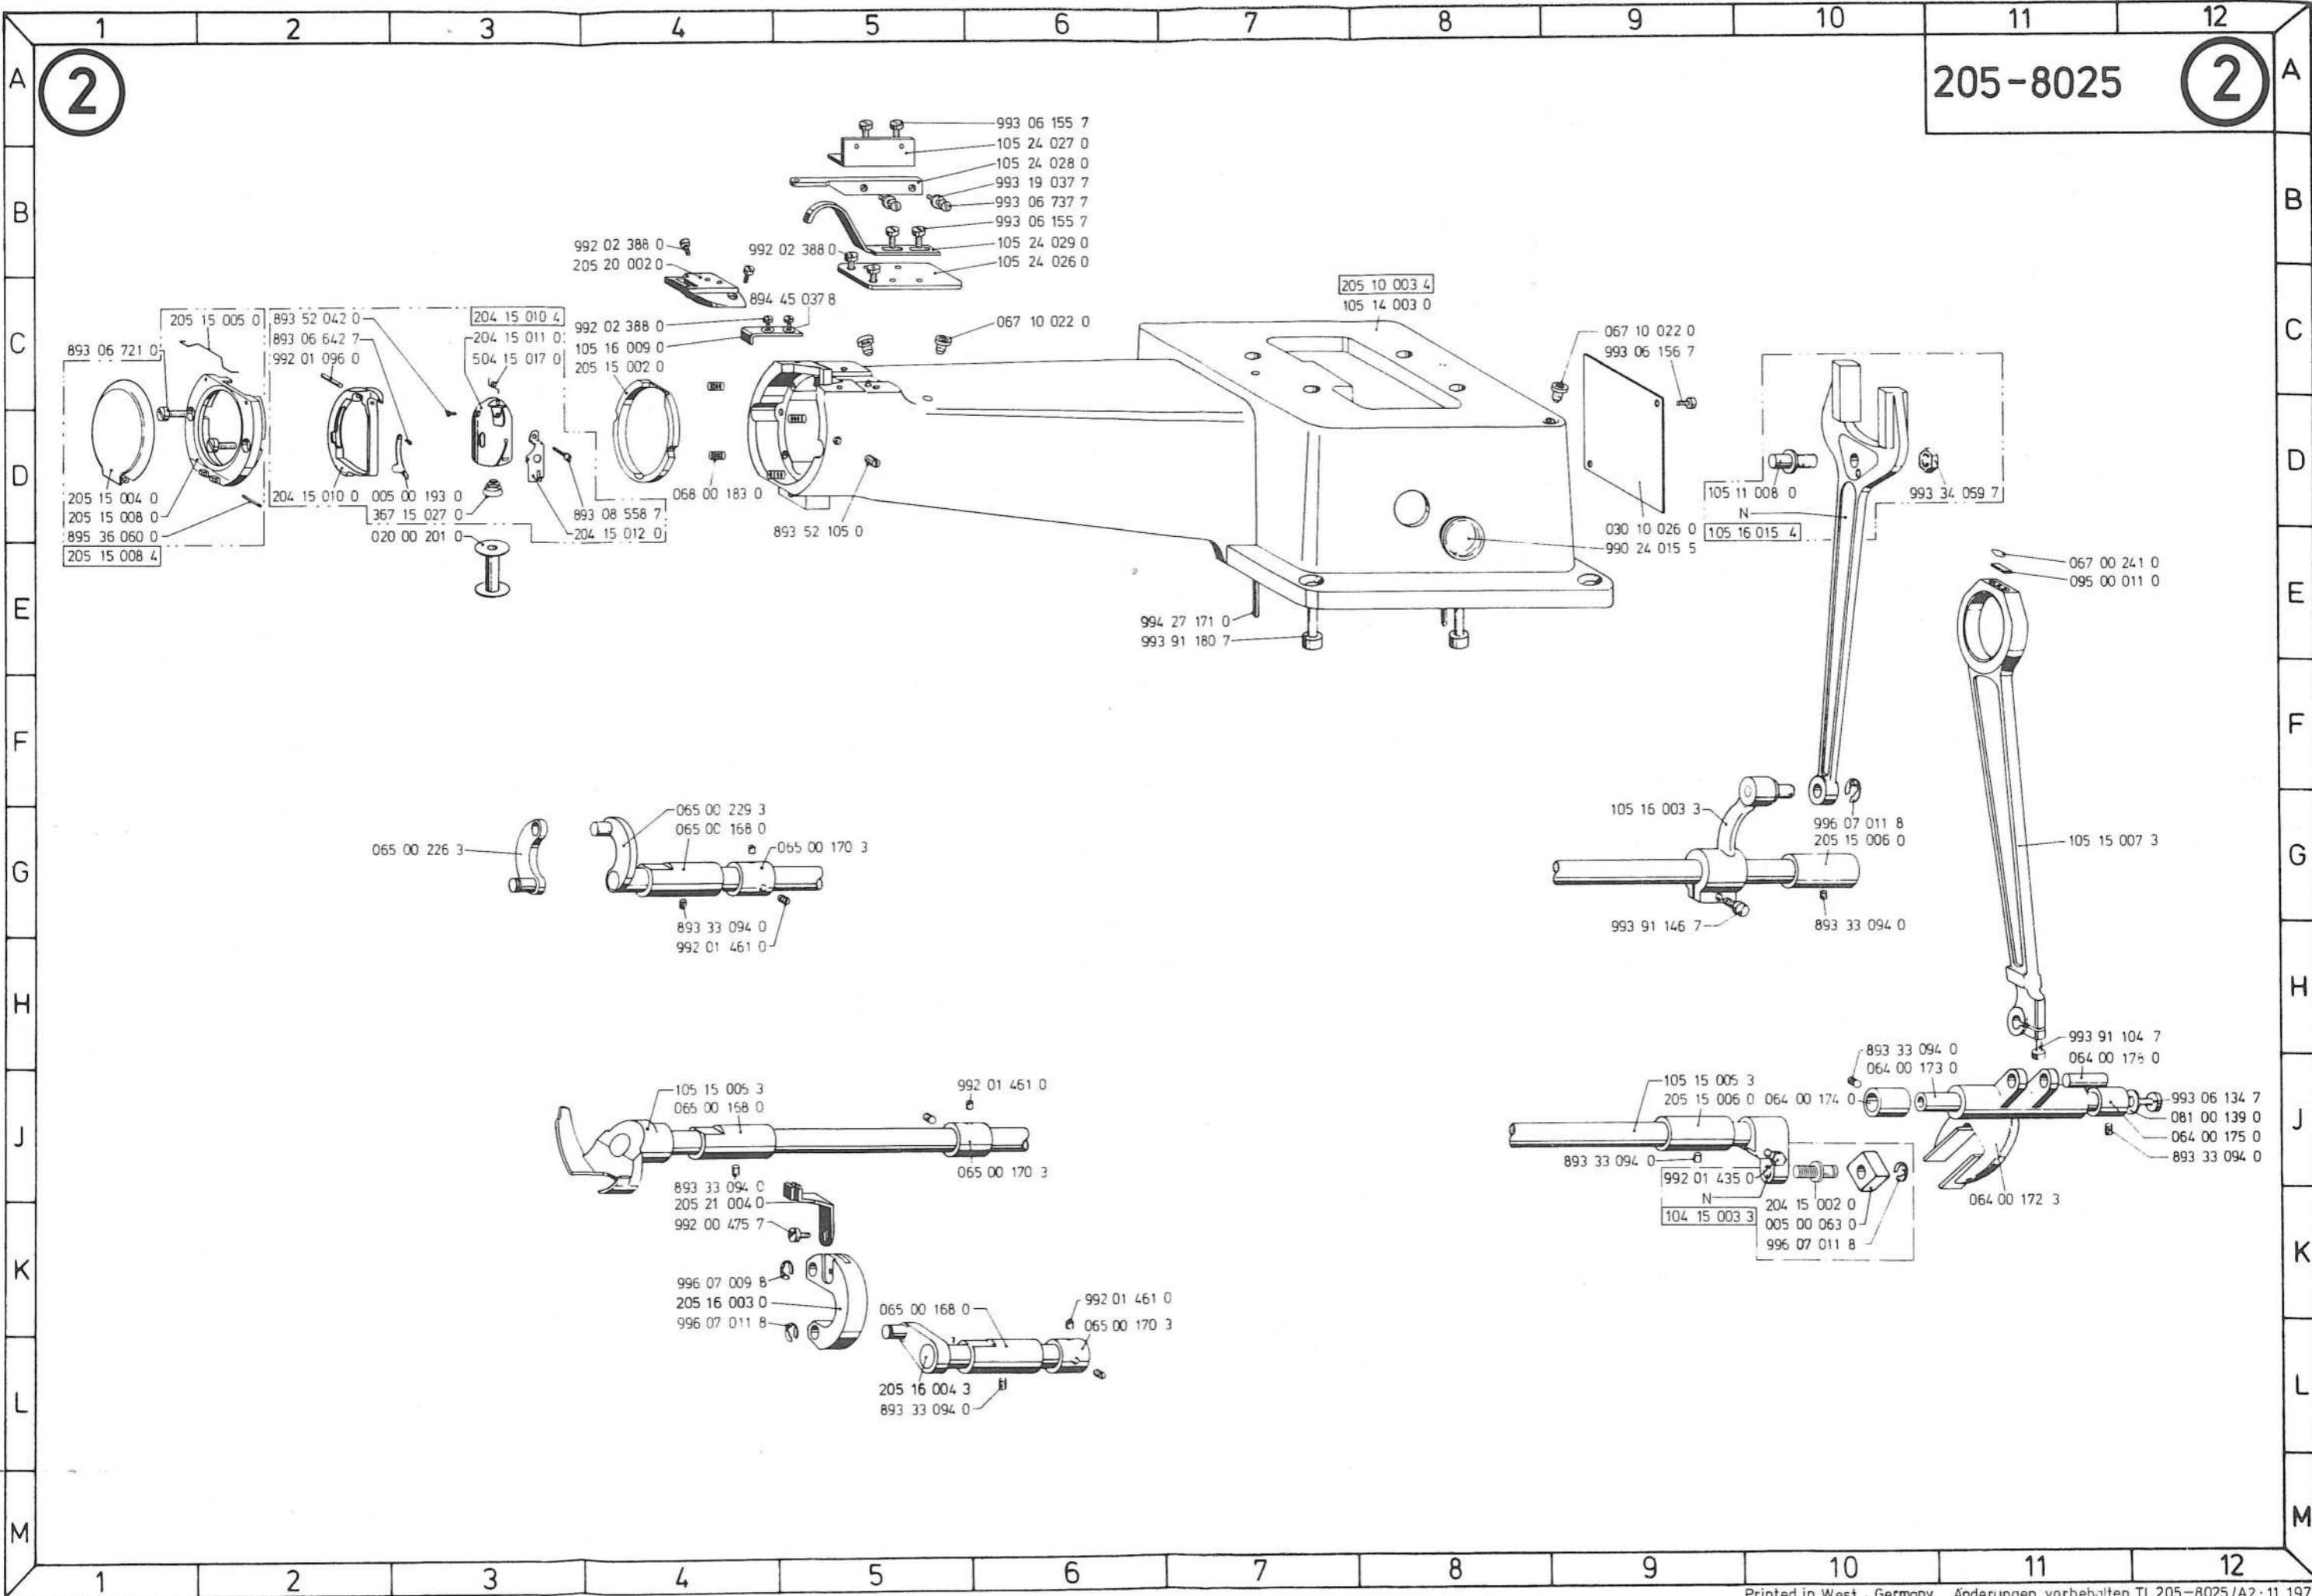 1 2 3 4 5 6 7 8 9 10 11 12
A A
2
205-8025 2
993 06 155 7
105 24 027 0
105 24 028 0
993 19 037 7
993 06 737 7
993 06 155 7
105 24 029 0
105 24 026 0
B B
992 02 388 0
205 20 002 0
992 02 388 0
894 45 037 8
992 02 388 0
105 16 009 0
205 15 002 0
067 10 022 0
205 10 003 4
105 14 003 0
067 10 022 0
993 06 156 7
C C
205 15 005 0
893 06 721 0
893 52 042 0
893 06 642 7
992 01 096 0
204 15 010 4
204 15 011 0
504 15 017 0
D D
205 15 004 0
205 15 008 0
895 36 060 0
205 15 008 4
204 15 010 0
005 00 193 0
367 15 027 0
020 00 201 0
893 08 558 7
204 15 012 0
068 00 183 0
893 52 105 0
030 10 026 0
990 24 015 5
105 11 008 0
N
105 16 015 4
993 34 059 7
E E
067 00 241 0
095 00 011 0
994 27 171 0
993 91 180 7
F F
065 00 226 3
065 00 229 3
065 00 168 0
065 00 170 3
893 33 094 0
992 01 461 0
105 16 003 3
996 07 011 8
205 15 006 0
993 91 146 7
893 33 094 0
105 15 007 3
G G
H H
993 91 104 7
064 00 176 0
893 33 094 0
064 00 173 0
064 00 174 0
993 06 134 7
081 00 139 0
064 00 175 0
893 33 094 0
064 00 172 3
J J
105 15 005 3
065 00 158 0
992 01 461 0
065 00 170 3
893 33 094 0
205 21 004 0
992 00 475 7
105 15 005 3
205 15 006 0
893 33 094 0
992 01 435 0
N
104 15 003 3
204 15 002 0
005 00 063 0
996 07 011 8
K K
996 07 009 8
205 16 003 0
996 07 011 8
065 00 168 0
992 01 461 0
065 00 170 3
205 16 004 3
893 33 094 0
L L
M M
1 2 3 4 5 6 7 8 9 10 11 12
Printed in West - Germany Änderungen vorbehalten TL 205-8025/A2·11 197